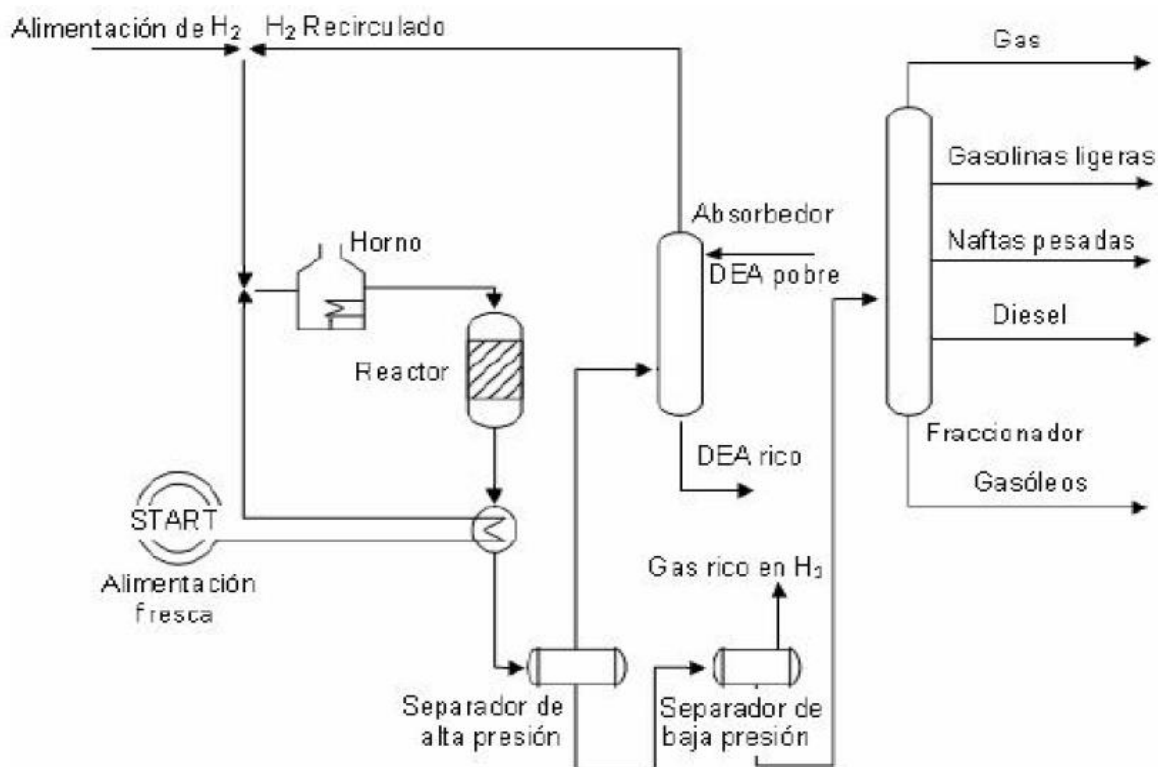 Alimentación de H₂
H₂ Recirculado
Gas
Gasolinas ligeras
Absorbedor
Horno
Naftas pesadas
DEA pobre
Diesel
Reactor
Fraccionador
DEA rico
Gasóleos
START
Gas rico en H₂
Alimentación
fresca
Separador de
alta presión
Separador de
baja presión